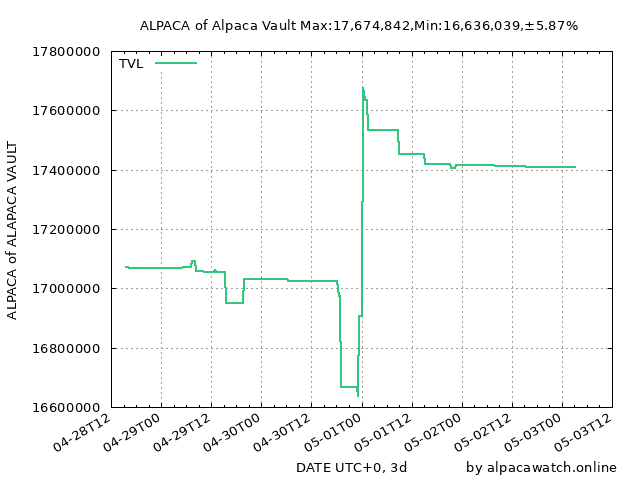 ALPACA of Alpaca Vault Max:17,674,842,Min:16,636,039,±5.87%
17800000
TVL
17600000
17400000
17200000
17000000
16800000
16600000
ALPACA of ALAPACA VAULT
04-28T12
04-29T00
04-29T12
04-30T00
04-30T12
05-01T00
05-01T12
05-02T00
05-02T12
05-03T00
05-03T12
DATE UTC+0, 3d
by alpacawatch.online